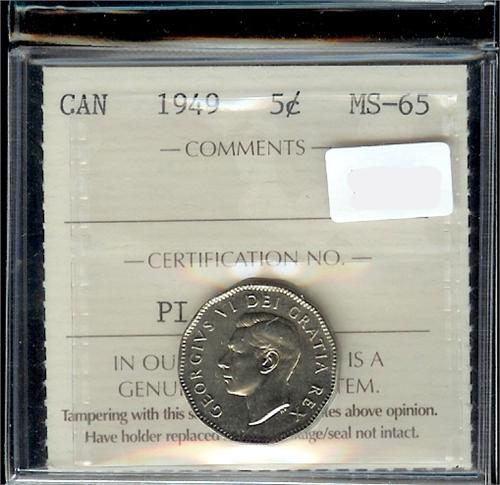 CAN 1949 5¢ MS-65
COMMENTS
CERTIFICATION NO.
PI
GEORGIVS VI DEI GRATIA REX
IN OU IS A
GENU TEM.
Tampering with this s es above opinion.
Have holder replaced age/seal not intact.